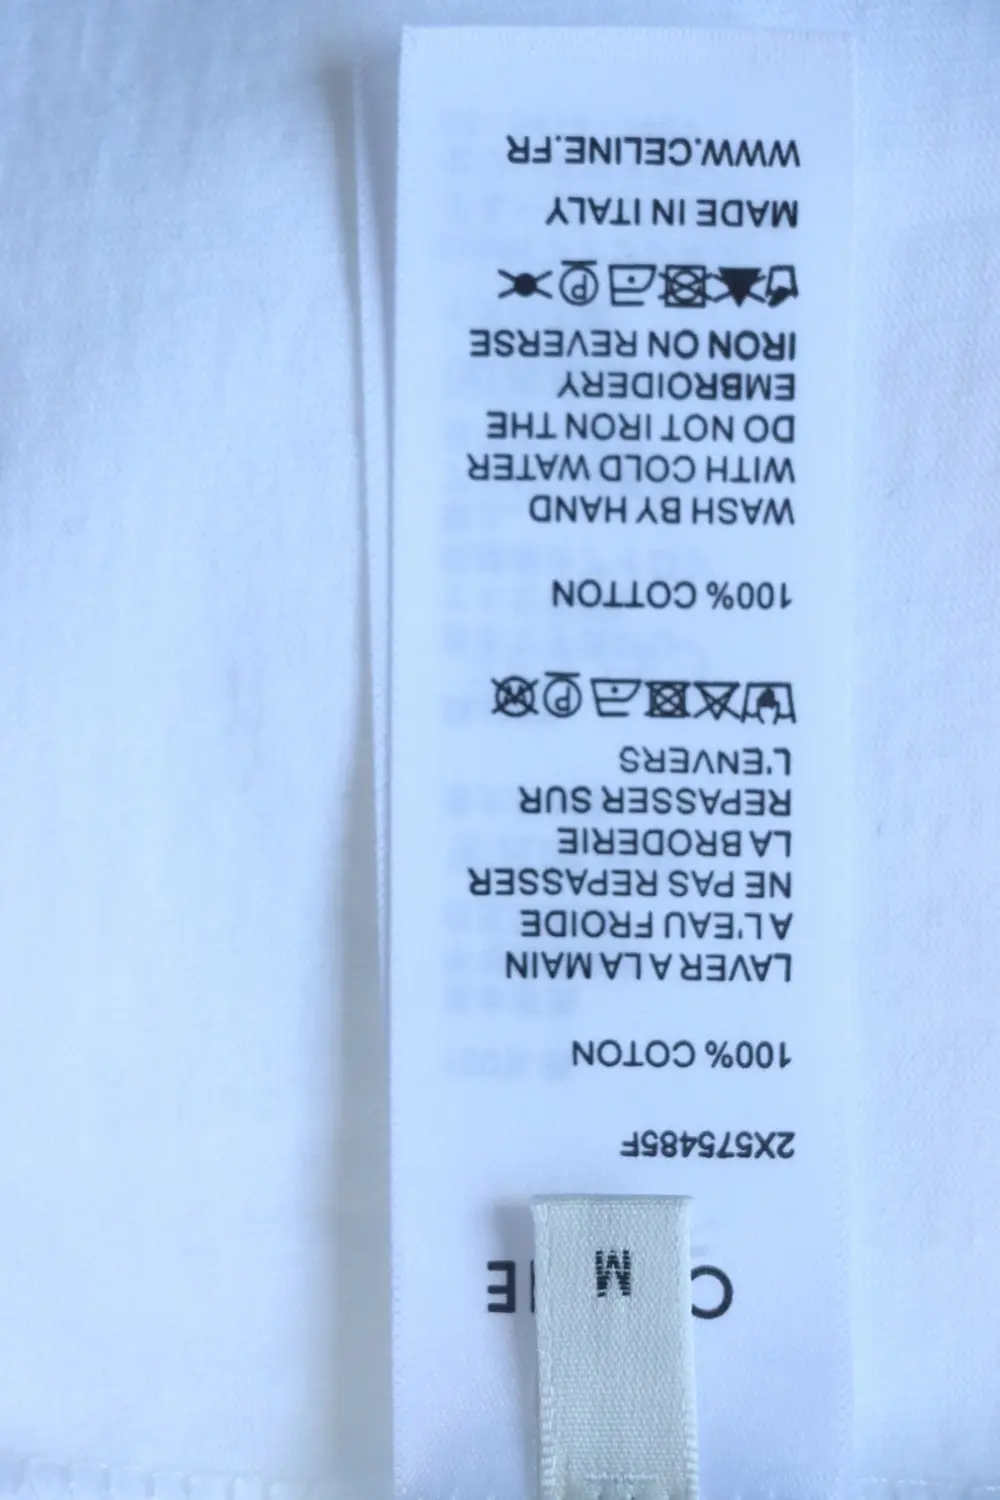 C E
M
2X575485F
100% COTON
LAVER A LA MAIN
A L'EAU FROIDE
NE PAS REPASSER
LA BRODERIE
REPASSER SUR
L'ENVERS
W P
100% COTTON
WASH BY HAND
WITH COLD WATER
DO NOT IRON THE
EMBROIDERY
IRON ON REVERSE
P
MADE IN ITALY
WWW.CELINE.FR